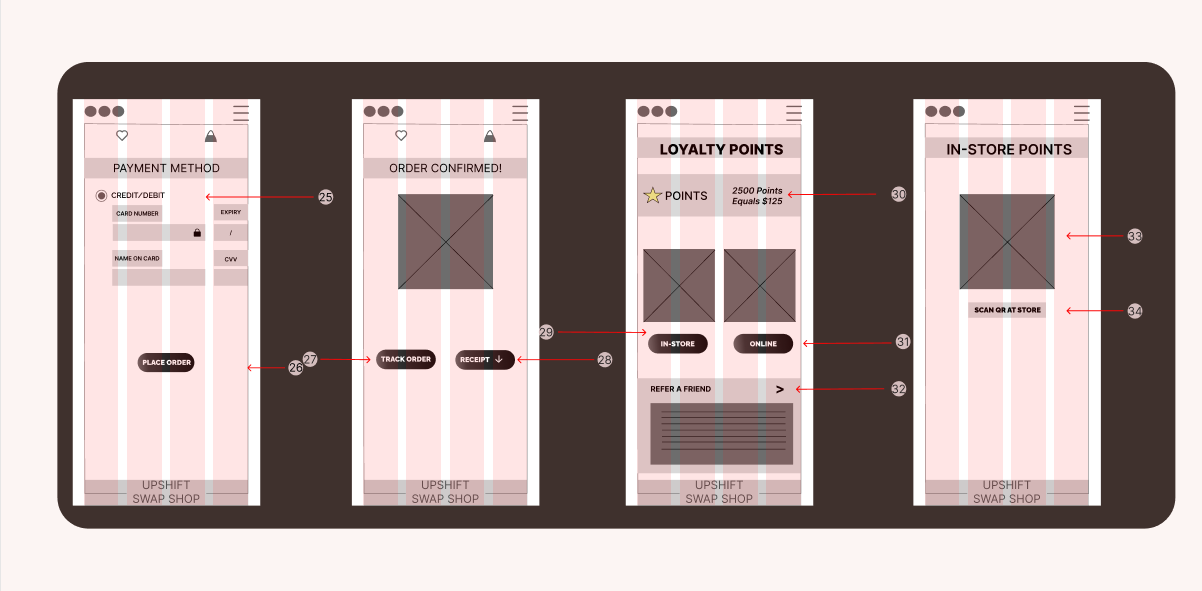 PAYMENT METHOD
CREDIT/DEBIT
25
CARD NUMBER
EXPIRY
/
NAME ON CARD
CVV
PLACE ORDER
26
UPSHIFT
SWAP SHOP
ORDER CONFIRMED!
27
TRACK ORDER
RECEIPT
28
UPSHIFT
SWAP SHOP
LOYALTY POINTS
POINTS
2500 Points
Equals $125
30
29
IN-STORE
ONLINE
31
REFER A FRIEND
>
32
UPSHIFT
SWAP SHOP
IN-STORE POINTS
33
SCAN QR AT STORE
34
UPSHIFT
SWAP SHOP